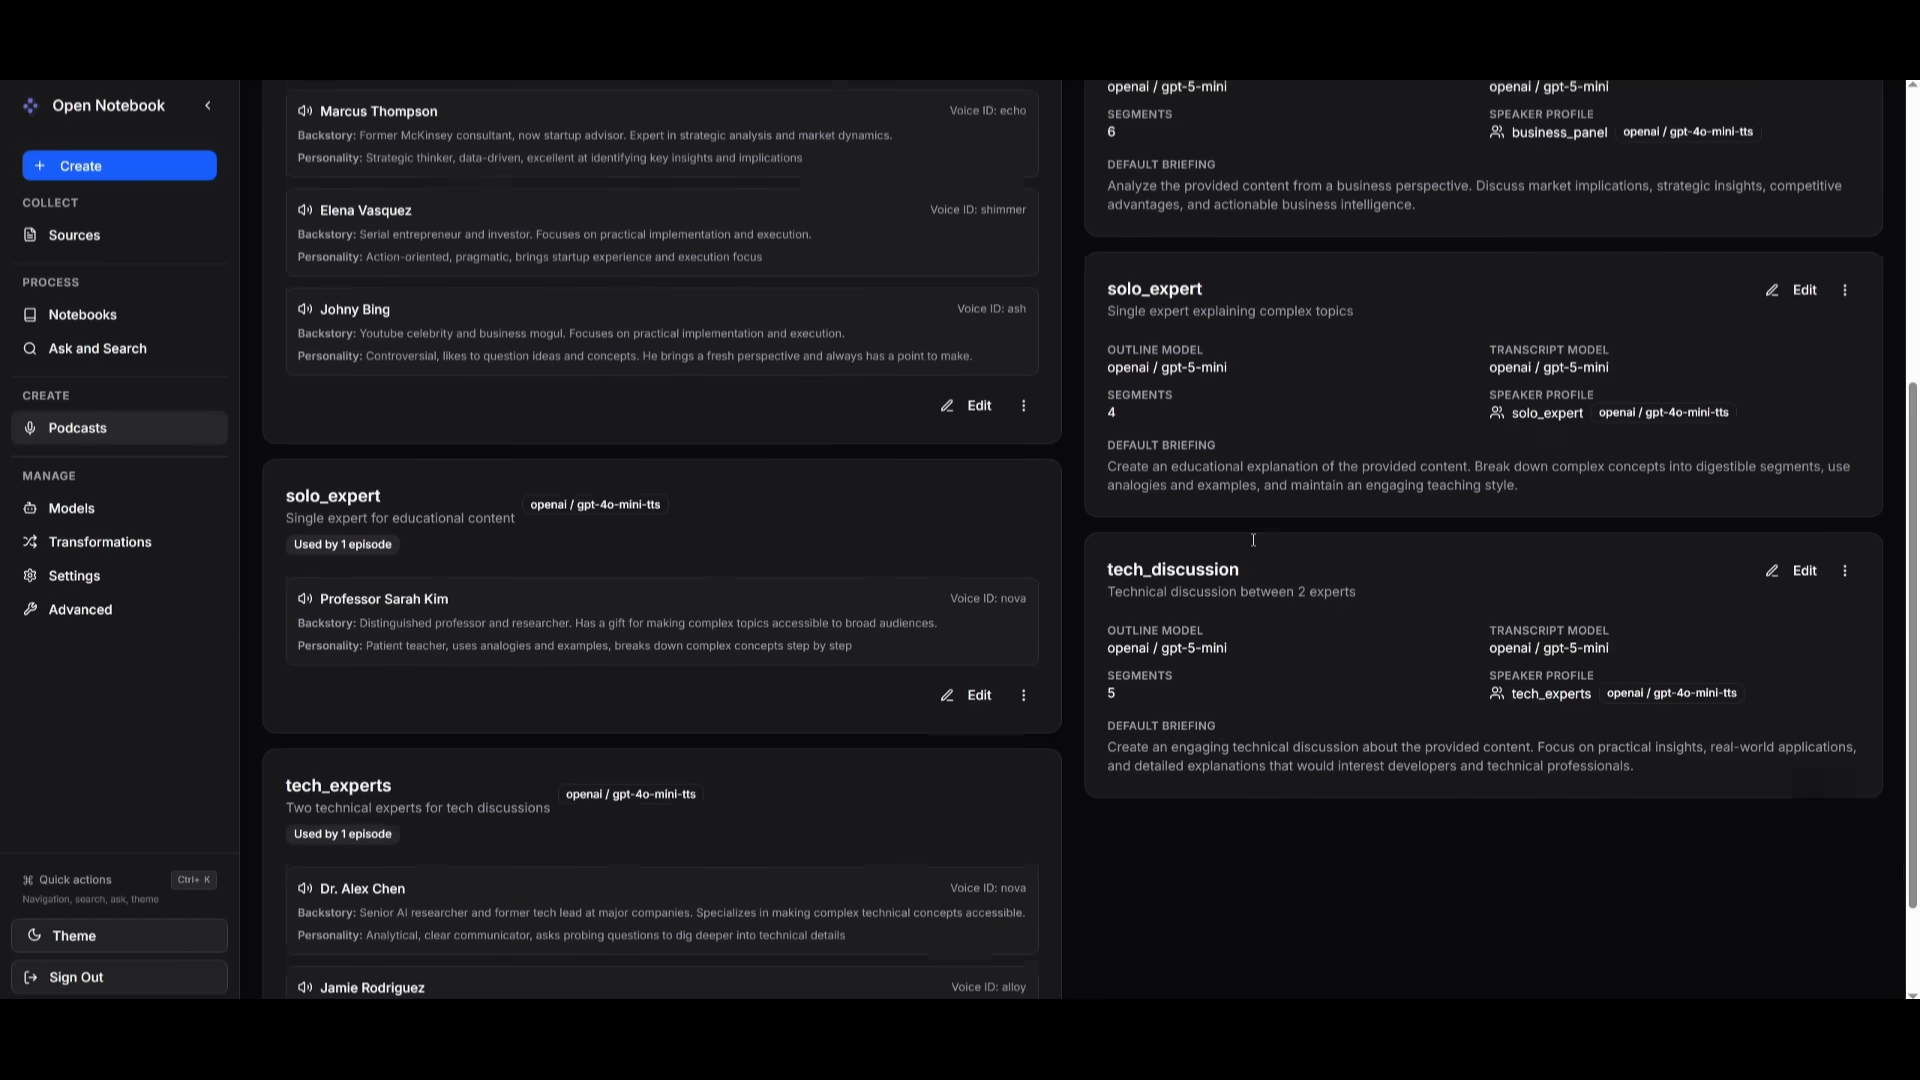 Open Notebook
Create
COLLECT
Sources
PROCESS
Notebooks
Ask and Search
CREATE
Podcasts
MANAGE
Models
Transformations
Settings
Advanced
⌘ Quick actions Ctrl+ K
Navigation, search, ask, theme
Theme
Sign Out
Marcus Thompson Voice ID: echo
Backstory: Former McKinsey consultant, now startup advisor. Expert in strategic analysis and market dynamics.
Personality: Strategic thinker, data-driven, excellent at identifying key insights and implications
Elena Vasquez Voice ID: shimmer
Backstory: Serial entrepreneur and investor. Focuses on practical implementation and execution.
Personality: Action-oriented, pragmatic, brings startup experience and execution focus
Johny Bing Voice ID: ash
Backstory: Youtube celebrity and business mogul. Focuses on practical implementation and execution.
Personality: Controversial, likes to question ideas and concepts. He brings a fresh perspective and always has a point to make.
Edit
solo_expert openai / gpt-4o-mini-tts
Single expert for educational content
Used by 1 episode
Professor Sarah Kim Voice ID: nova
Backstory: Distinguished professor and researcher. Has a gift for making complex topics accessible to broad audiences.
Personality: Patient teacher, uses analogies and examples, breaks down complex concepts step by step
Edit
tech_experts openai / gpt-4o-mini-tts
Two technical experts for tech discussions
Used by 1 episode
Dr. Alex Chen Voice ID: nova
Backstory: Senior AI researcher and former tech lead at major companies. Specializes in making complex technical concepts accessible.
Personality: Analytical, clear communicator, asks probing questions to dig deeper into technical details
Jamie Rodriguez Voice ID: alloy
openai / gpt-5-mini openai / gpt-5-mini
SEGMENTS SPEAKER PROFILE
6 business_panel openai / gpt-4o-mini-tts
DEFAULT BRIEFING
Analyze the provided content from a business perspective. Discuss market implications, strategic insights, competitive
advantages, and actionable business intelligence.
solo_expert Edit
Single expert explaining complex topics
OUTLINE MODEL TRANSCRIPT MODEL
openai / gpt-5-mini openai / gpt-5-mini
SEGMENTS SPEAKER PROFILE
4 solo_expert openai / gpt-4o-mini-tts
DEFAULT BRIEFING
Create an educational explanation of the provided content. Break down complex concepts into digestible segments, use
analogies and examples, and maintain an engaging teaching style.
tech_discussion Edit
Technical discussion between 2 experts
OUTLINE MODEL TRANSCRIPT MODEL
openai / gpt-5-mini openai / gpt-5-mini
SEGMENTS SPEAKER PROFILE
5 tech_experts openai / gpt-4o-mini-tts
DEFAULT BRIEFING
Create an engaging technical discussion about the provided content. Focus on practical insights, real-world applications,
and detailed explanations that would interest developers and technical professionals.